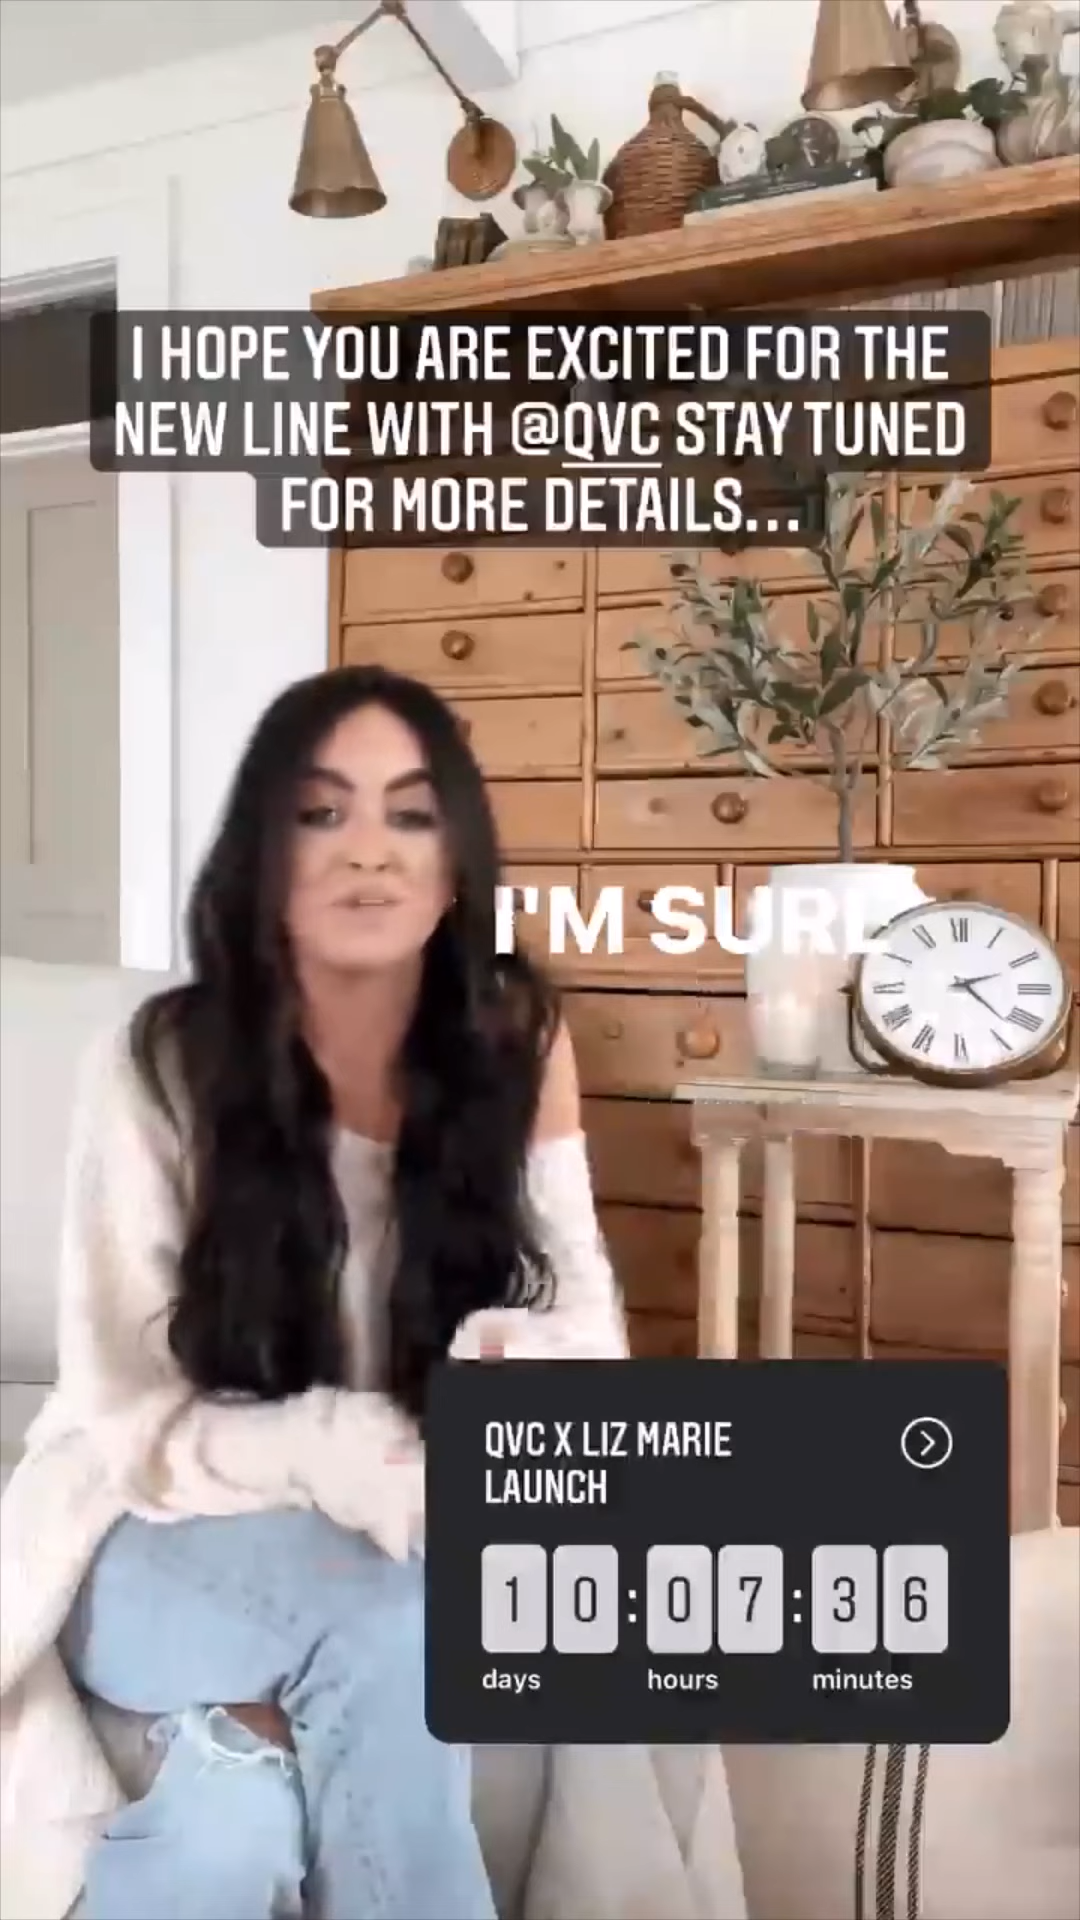 I HOPE YOU ARE EXCITED FOR THE
NEW LINE WITH @QVC STAY TUNED
FOR MORE DETAILS...
I'M SURE
QVC X LIZ MARIE
LAUNCH
10:07:36
days hours minutes